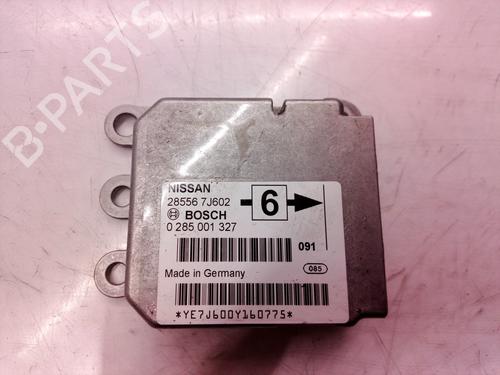 B-PARTS
NISSAN
28556 7J602
BOSCH
6
0 285 001 327
091
Made in Germany
085
*YE7J600Y160775*